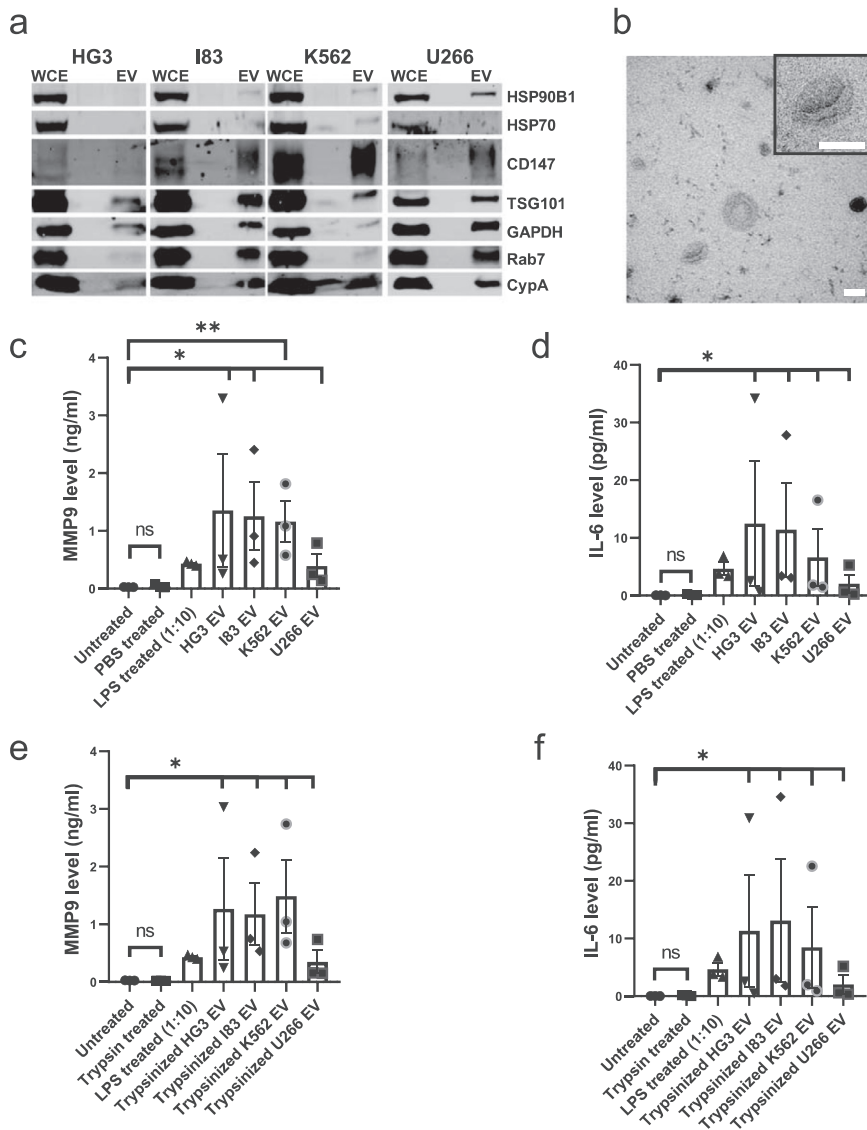 a
HG3 I83 K562 U266
WCE EV WCE EV WCE EV WCE EV
HSP90B1
HSP70
CD147
TSG101
GAPDH
Rab7
CypA
b
c
MMP9 level (ng/ml)
4
3
2
1
0
**
*
ns
Untreated
PBS treated
LPS treated (1:10)
HG3 EV
I83 EV
K562 EV
U266 EV
d
IL-6 level (pg/ml)
40
30
20
10
0
*
ns
Untreated
PBS treated
LPS treated (1:10)
HG3 EV
I83 EV
K562 EV
U266 EV
e
MMP9 level (ng/ml)
4
3
2
1
0
*
ns
Untreated
Trypsin treated
LPS treated (1:10)
Trypsinized HG3 EV
Trypsinized I83 EV
Trypsinized K562 EV
Trypsinized U266 EV
f
IL-6 level (pg/ml)
40
30
20
10
0
*
ns
Untreated
Trypsin treated
LPS treated (1:10)
Trypsinized HG3 EV
Trypsinized I83 EV
Trypsinized K562 EV
Trypsinized U266 EV